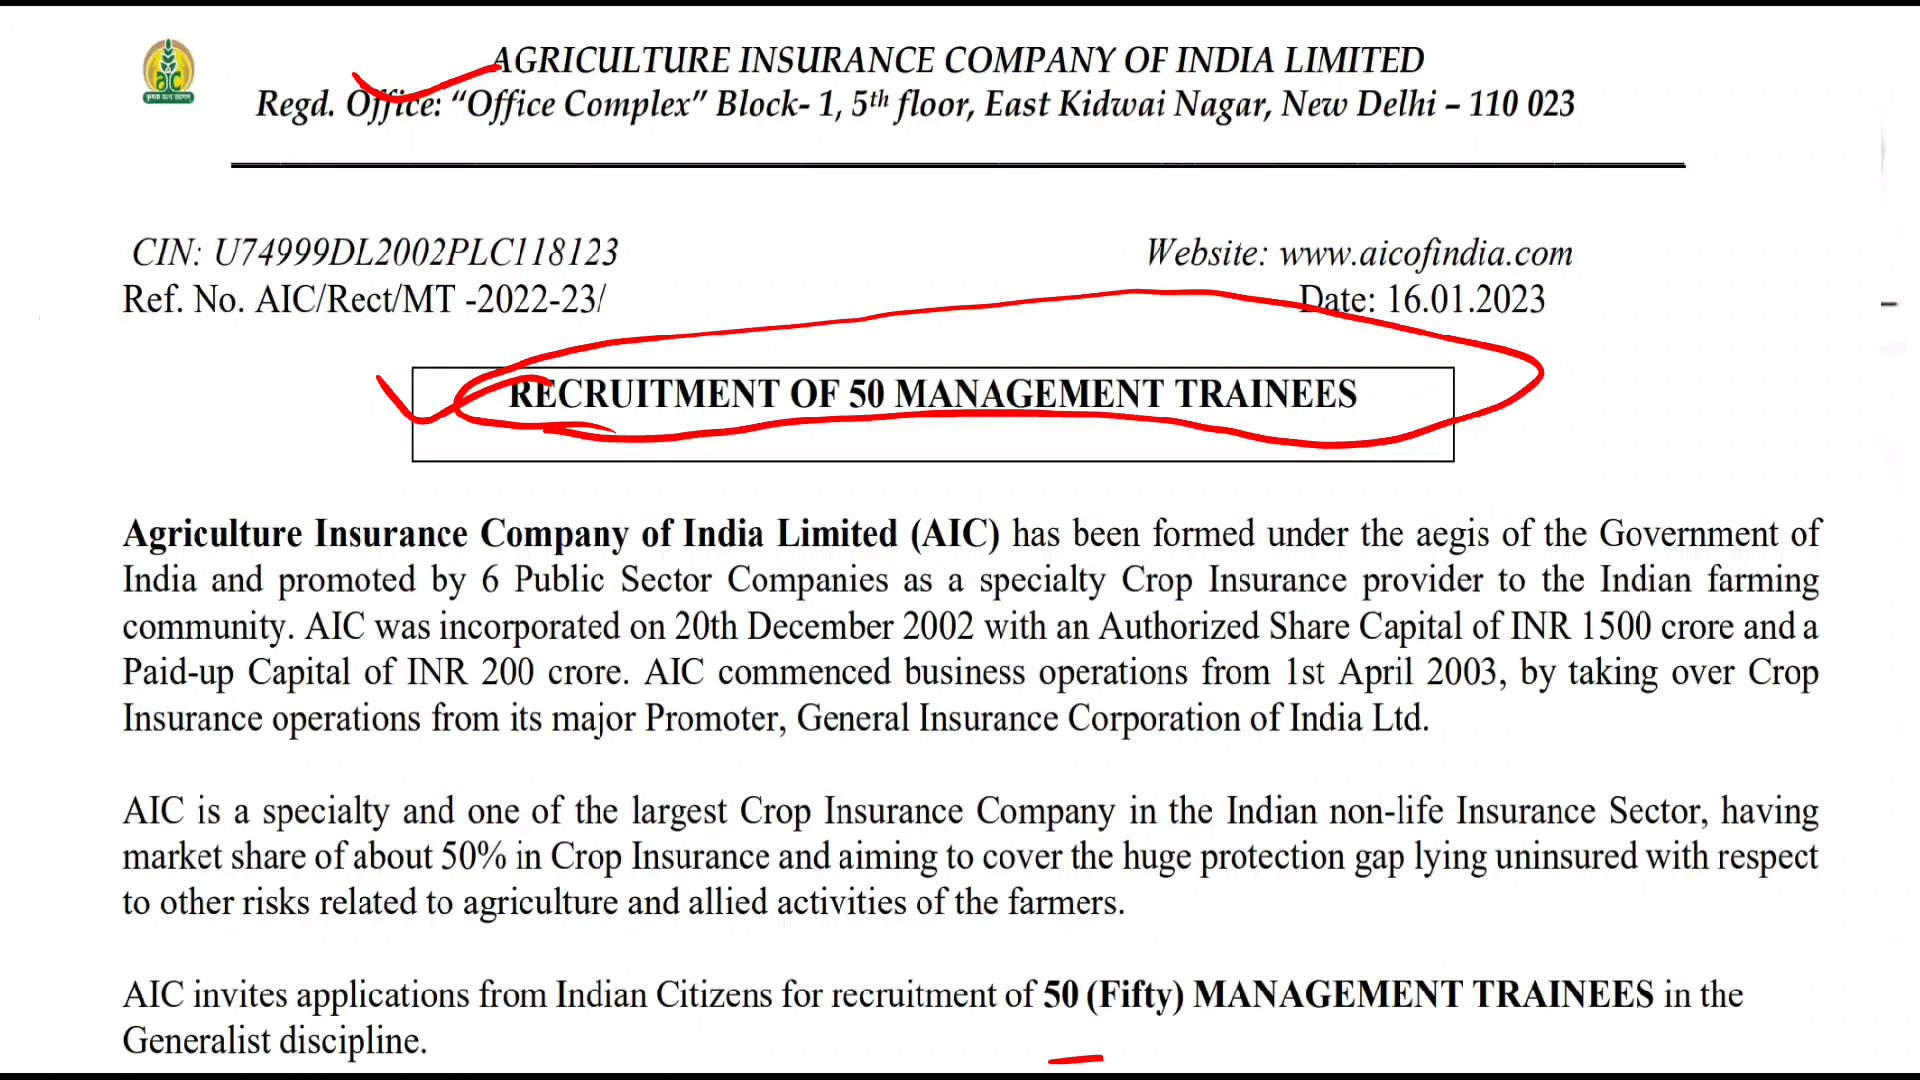 AGRICULTURE INSURANCE COMPANY OF INDIA LIMITED
Regd. Office: “Office Complex” Block- 1, 5th floor, East Kidwai Nagar, New Delhi – 110 023
CIN: U74999DL2002PLC118123
Website: www.aicofindia.com
Ref. No. AIC/Rect/MT -2022-23/
Date: 16.01.2023
RECRUITMENT OF 50 MANAGEMENT TRAINEES
Agriculture Insurance Company of India Limited (AIC) has been formed under the aegis of the Government of
India and promoted by 6 Public Sector Companies as a specialty Crop Insurance provider to the Indian farming
community. AIC was incorporated on 20th December 2002 with an Authorized Share Capital of INR 1500 crore and a
Paid-up Capital of INR 200 crore. AIC commenced business operations from 1st April 2003, by taking over Crop
Insurance operations from its major Promoter, General Insurance Corporation of India Ltd.
AIC is a specialty and one of the largest Crop Insurance Company in the Indian non-life Insurance Sector, having
market share of about 50% in Crop Insurance and aiming to cover the huge protection gap lying uninsured with respect
to other risks related to agriculture and allied activities of the farmers.
AIC invites applications from Indian Citizens for recruitment of 50 (Fifty) MANAGEMENT TRAINEES in the
Generalist discipline.